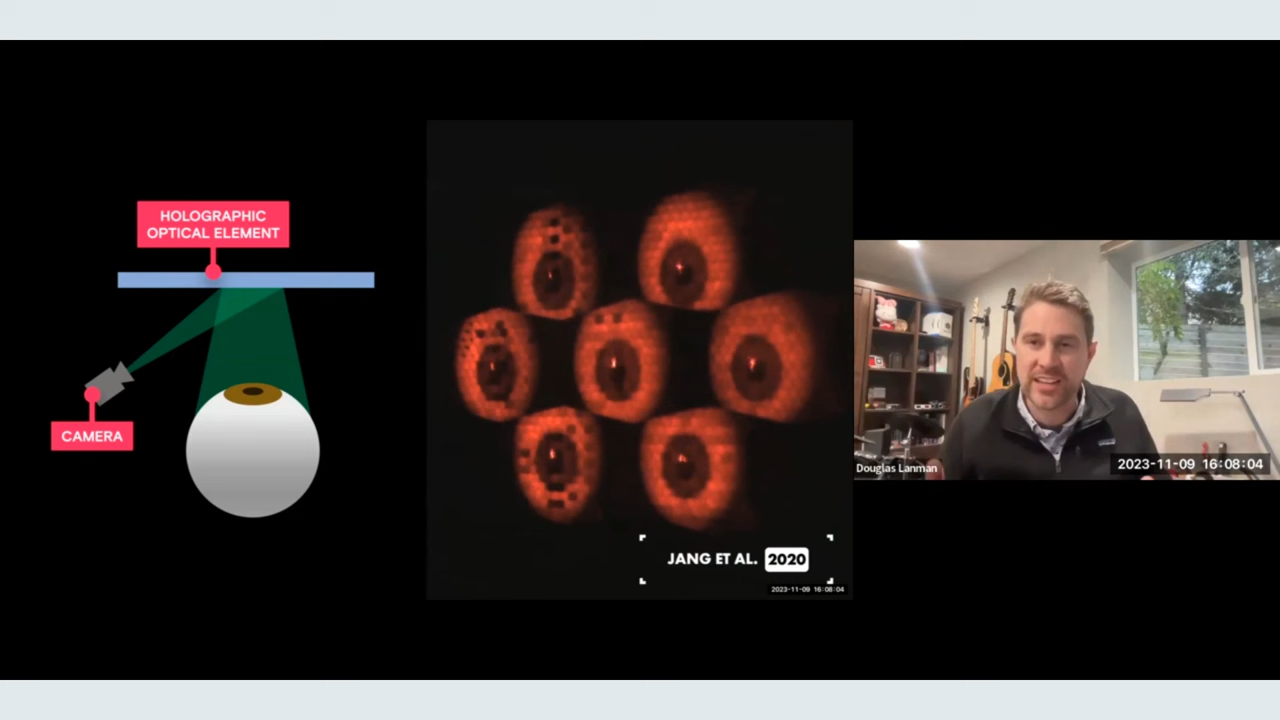 HOLOGRAPHIC
OPTICAL ELEMENT
CAMERA
JANG ET AL. 2020
2023-11-09 16:08:04
Douglas Lanman
2023-11-09 16:08:04